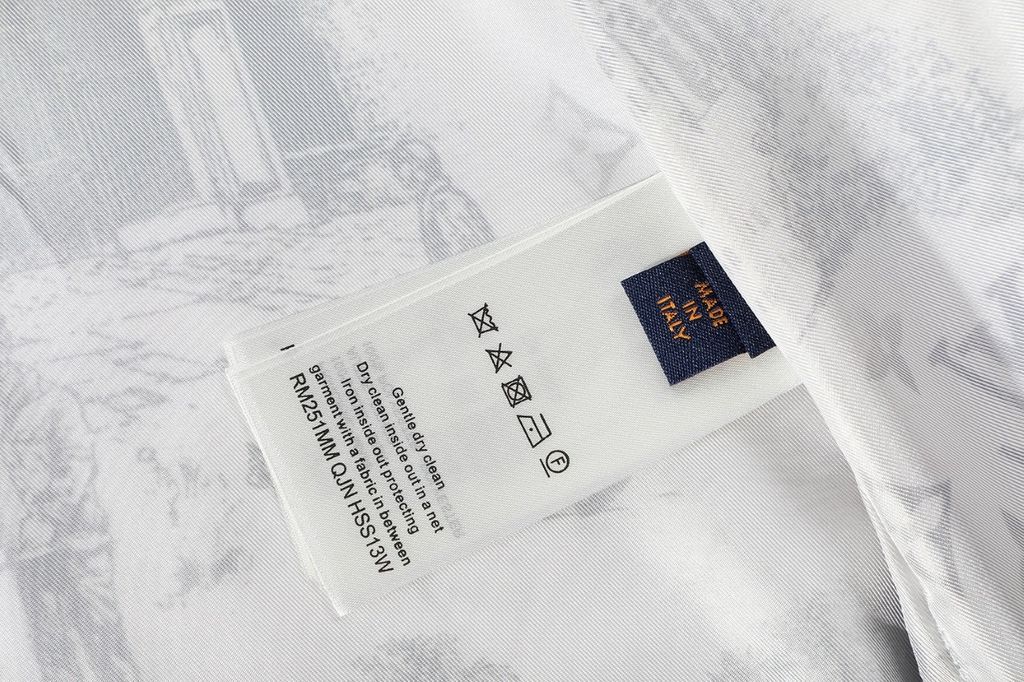 MADE
IN
ITALY
F
Gentle dry clean
Dry clean inside out in a net
Iron inside out protecting
garment with a fabric in between
RM251MM QJN HSS13W